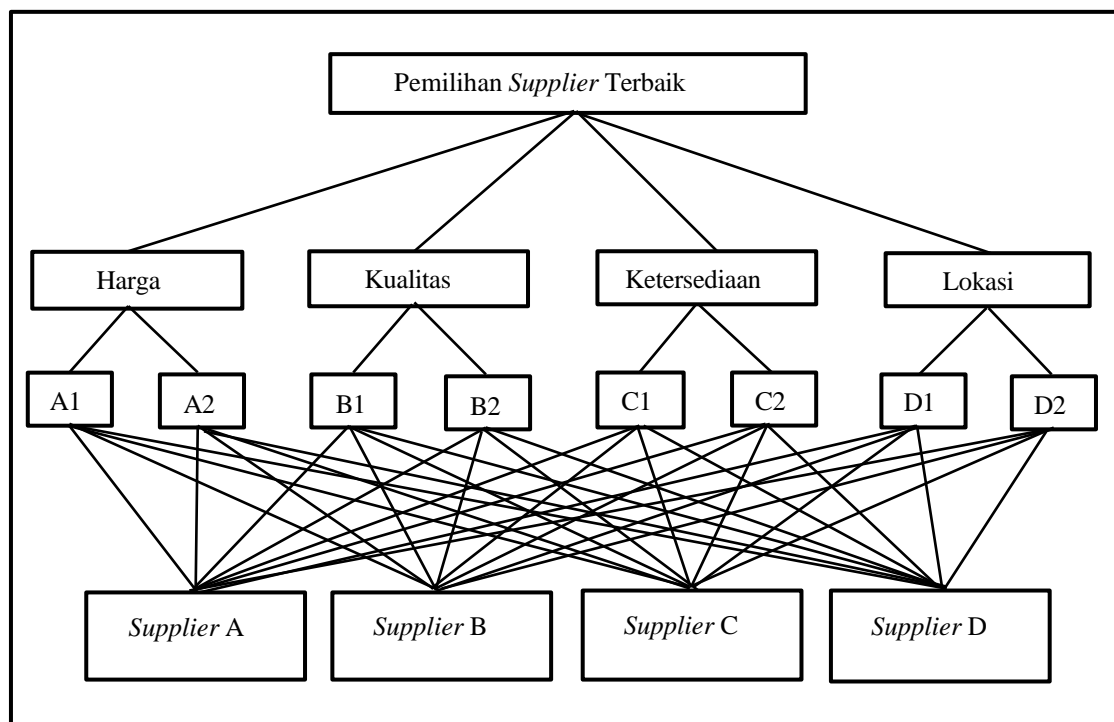 Pemilihan Supplier Terbaik
Harga
Kualitas
Ketersediaan
Lokasi
A1
A2
B1
B2
C1
C2
D1
D2
Supplier A
Supplier B
Supplier C
Supplier D